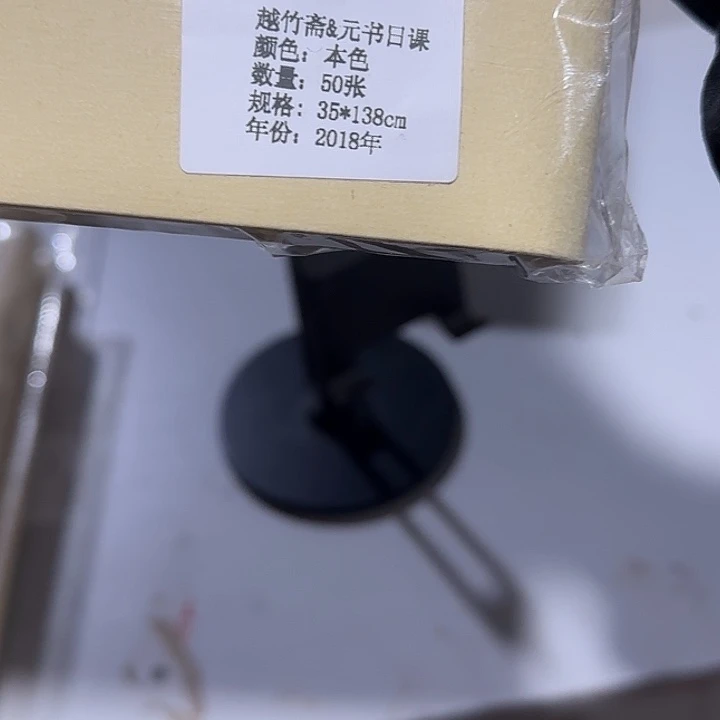 越竹斋&元书日课
颜色：本色
数量：50张
规格：35*138cm
年份：2018年